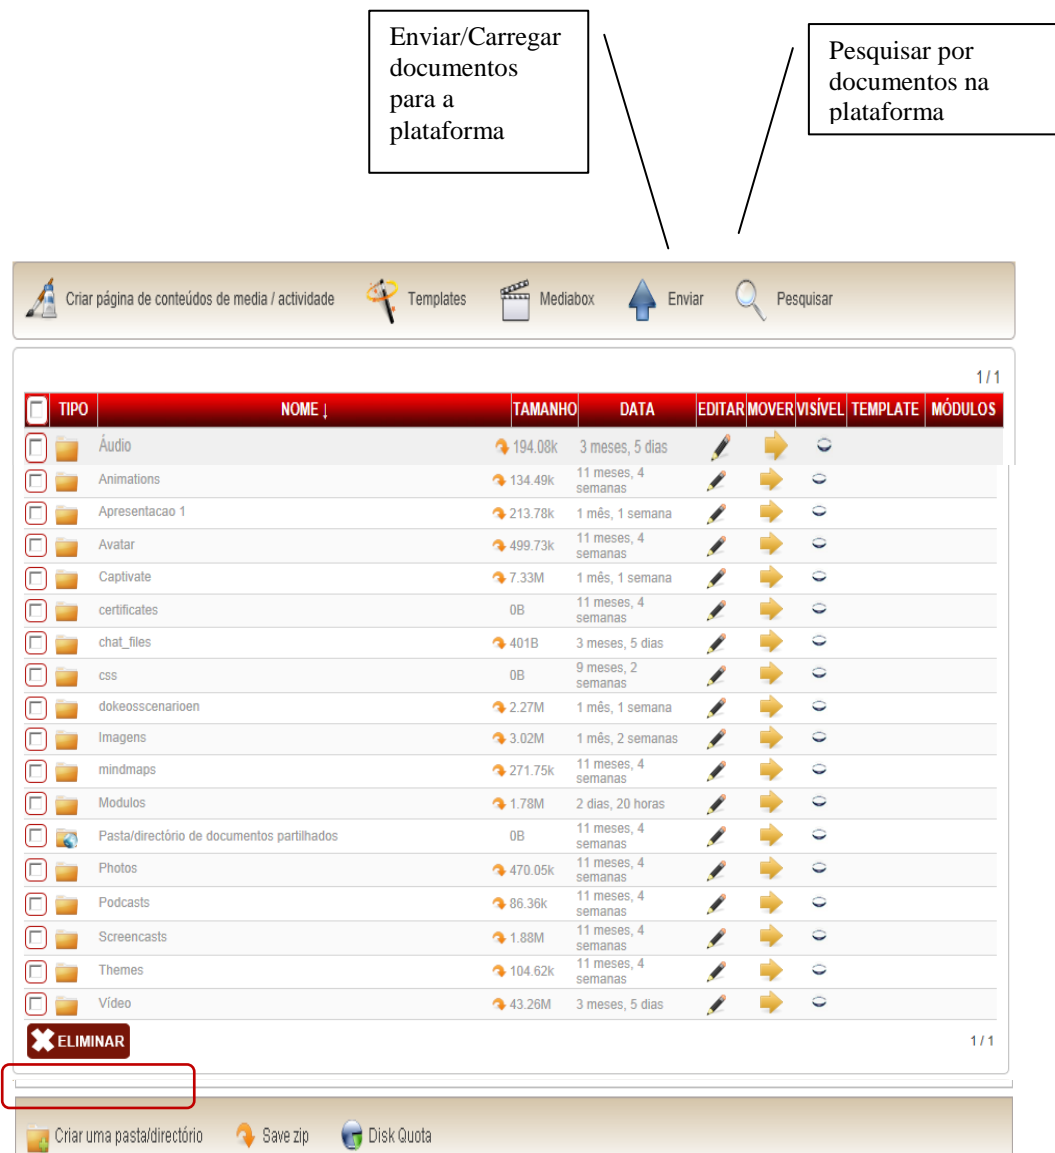 Enviar/Carregar
documentos
para a
plataforma
Pesquisar por
documentos na
plataforma
Criar página de conteúdos de media / actividade Templates Mediabox Enviar Pesquisar
1 / 1
TIPO NOME ↓ TAMANHO DATA EDITAR MOVER VISÍVEL TEMPLATE MÓDULOS
Áudio 194.08k 3 meses, 5 dias
Animations 134.49k 11 meses, 4
semanas
Apresentacao 1 213.78k 1 mês, 1 semana
Avatar 499.73k 11 meses, 4
semanas
Captivate 7.33M 1 mês, 1 semana
certificates 0B 11 meses, 4
semanas
chat_files 401B 3 meses, 5 dias
css 0B 9 meses, 2
semanas
dokeosscenarioen 2.27M 1 mês, 1 semana
Imagens 3.02M 1 mês, 2 semanas
mindmaps 271.75k 11 meses, 4
semanas
Modulos 1.78M 2 dias, 20 horas
Pasta/directório de documentos partilhados 0B 11 meses, 4
semanas
Photos 470.05k 11 meses, 4
semanas
Podcasts 86.36k 11 meses, 4
semanas
Screencasts 1.88M 11 meses, 4
semanas
Themes 104.62k 11 meses, 4
semanas
Vídeo 43.26M 3 meses, 5 dias
ELIMINAR 1 / 1
Criar uma pasta/directório Save zip Disk Quota